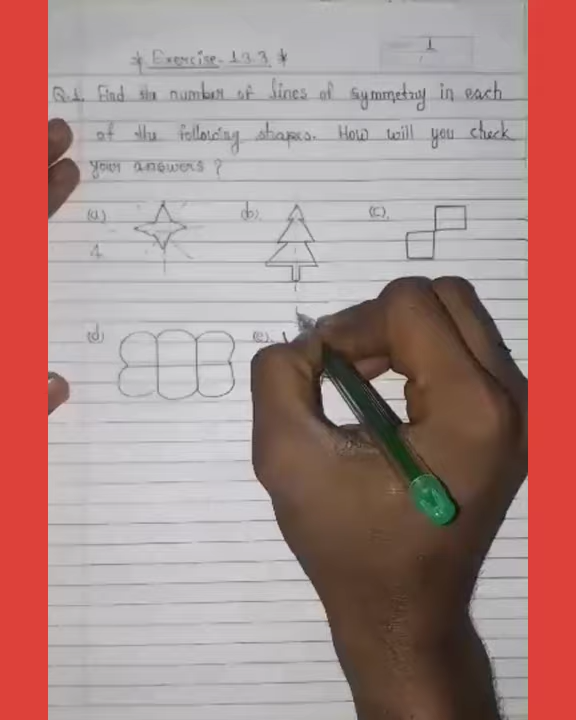 * Exercise - 13.3 *
1
Q.1. Find the number of lines of symmetry in each
of the following shapes. How will you check
your answers ?
(a)
(b)
(c).
4
(d)
(e).